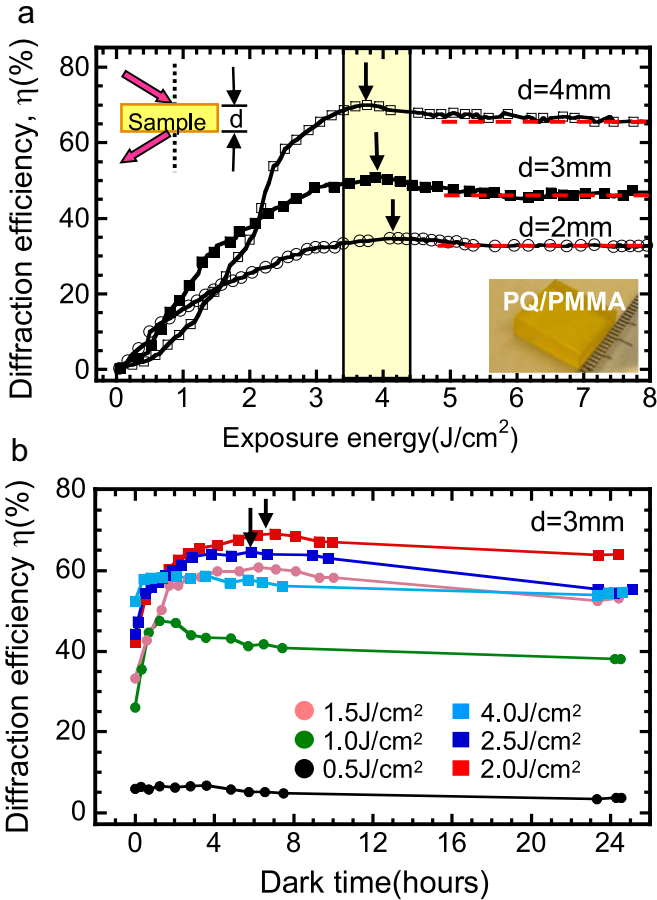 a
Diffraction efficiency, η(%)
80
60
40
20
0
Sample
d
d=4mm
d=3mm
d=2mm
PQ/PMMA
0 1 2 3 4 5 6 7 8
Exposure energy(J/cm²)
b
Diffraction efficiency η(%)
80
60
40
20
0
d=3mm
1.5J/cm² 4.0J/cm²
1.0J/cm² 2.5J/cm²
0.5J/cm² 2.0J/cm²
0 4 8 12 16 20 24
Dark time(hours)